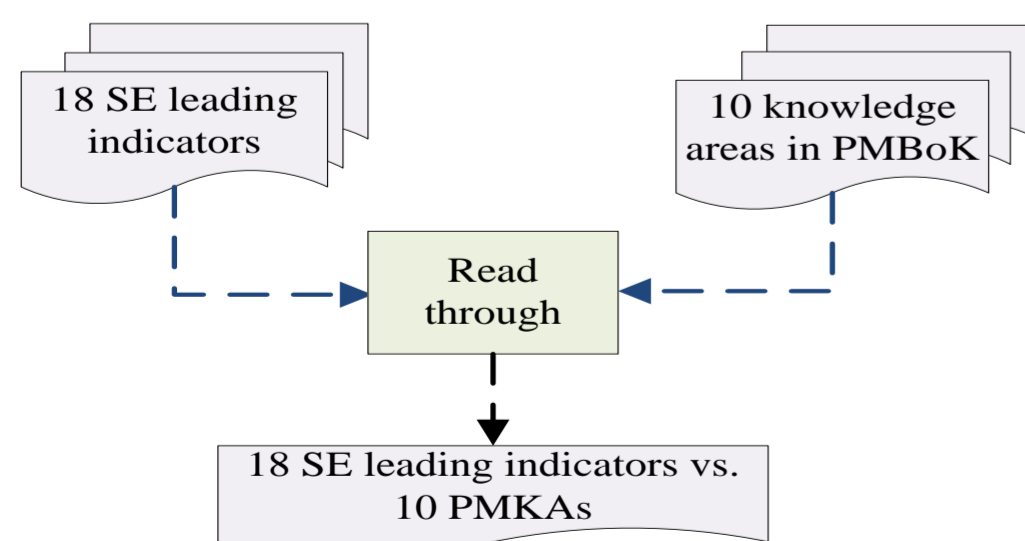 18 SE leading
indicators
10 knowledge
areas in PMBoK
Read
through
18 SE leading indicators vs.
10 PMKAs